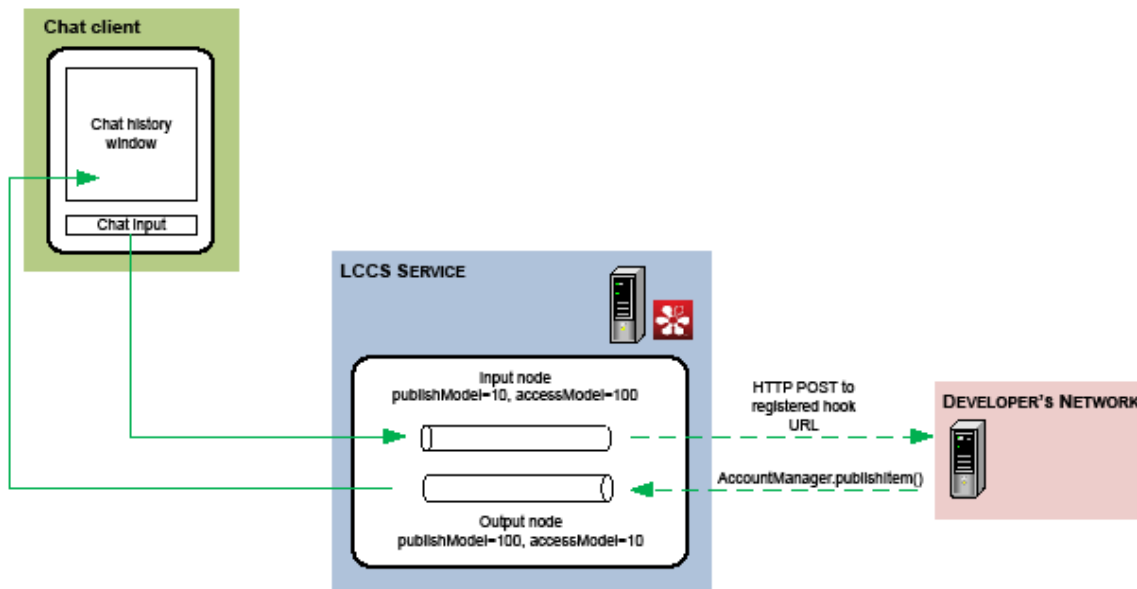 Chat client
Chat history
window
Chat Input
LCCS SERVICE
Input node
publishModel=10, accessModel=100
HTTP POST to
registered hook
URL
DEVELOPER'S NETWORK
AccountManager.publishItem()
Output node
publishModel=100, accessModel=10